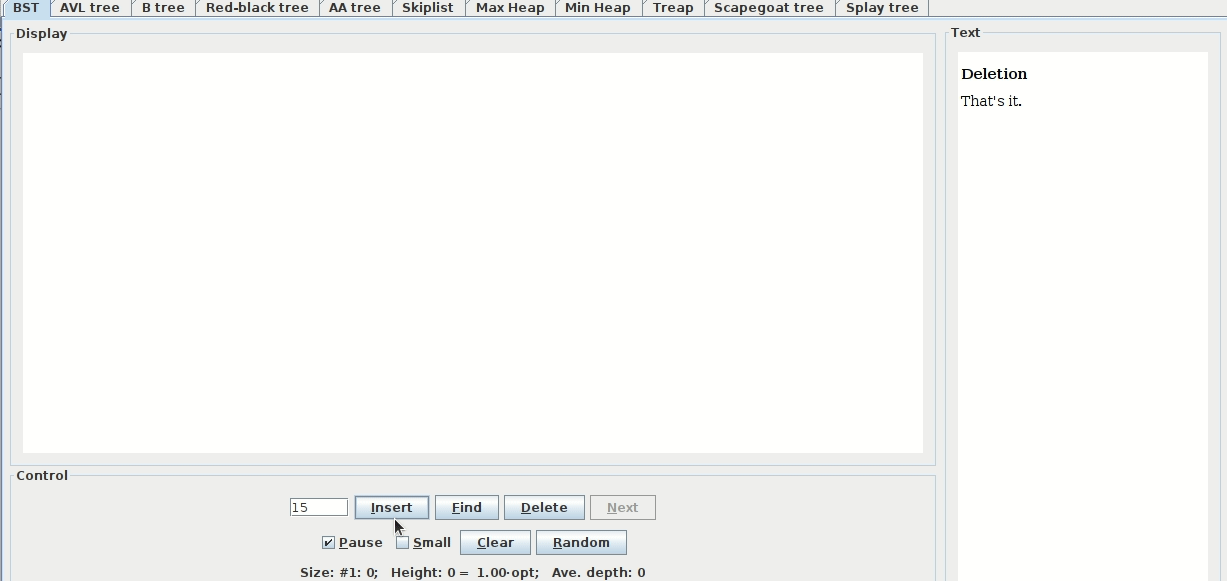 BST AVL tree B tree Red-black tree AA tree Skiplist Max Heap Min Heap Treap Scapegoat tree Splay tree
Display
Text
Deletion
That's it.
Control
15 Insert Find Delete Next
Pause Small Clear Random
Size: #1: 0; Height: 0 = 1.00·opt; Ave. depth: 0